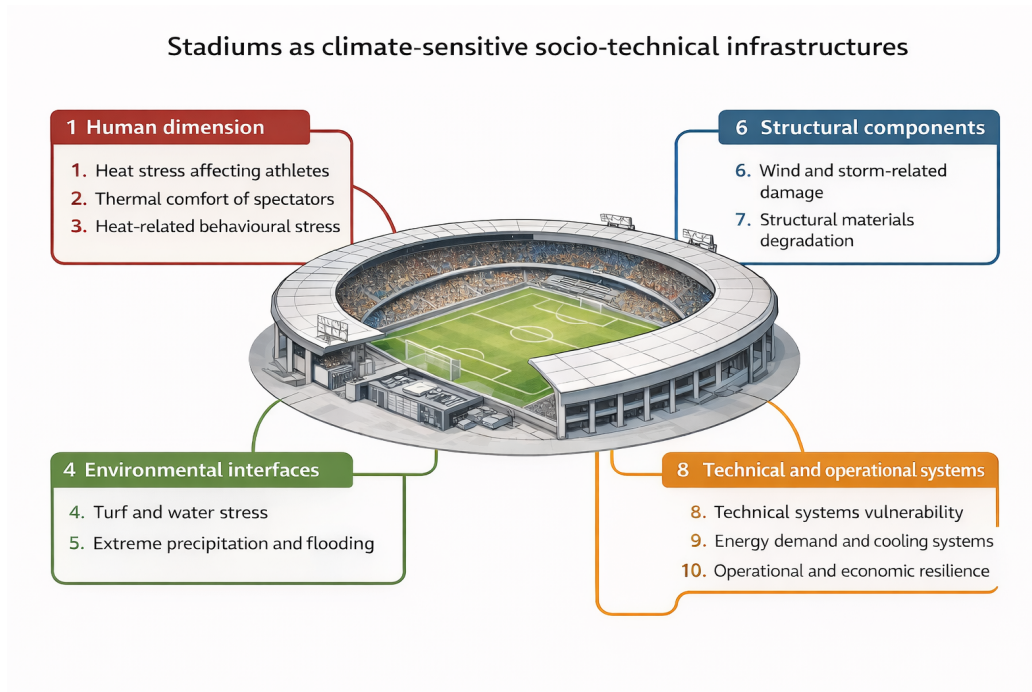 Stadiums as climate-sensitive socio-technical infrastructures
1 Human dimension
1. Heat stress affecting athletes
2. Thermal comfort of spectators
3. Heat-related behavioural stress
6 Structural components
6. Wind and storm-related
damage
7. Structural materials
degradation
4 Environmental interfaces
4. Turf and water stress
5. Extreme precipitation and flooding
8 Technical and operational systems
8. Technical systems vulnerability
9. Energy demand and cooling systems
10. Operational and economic resilience